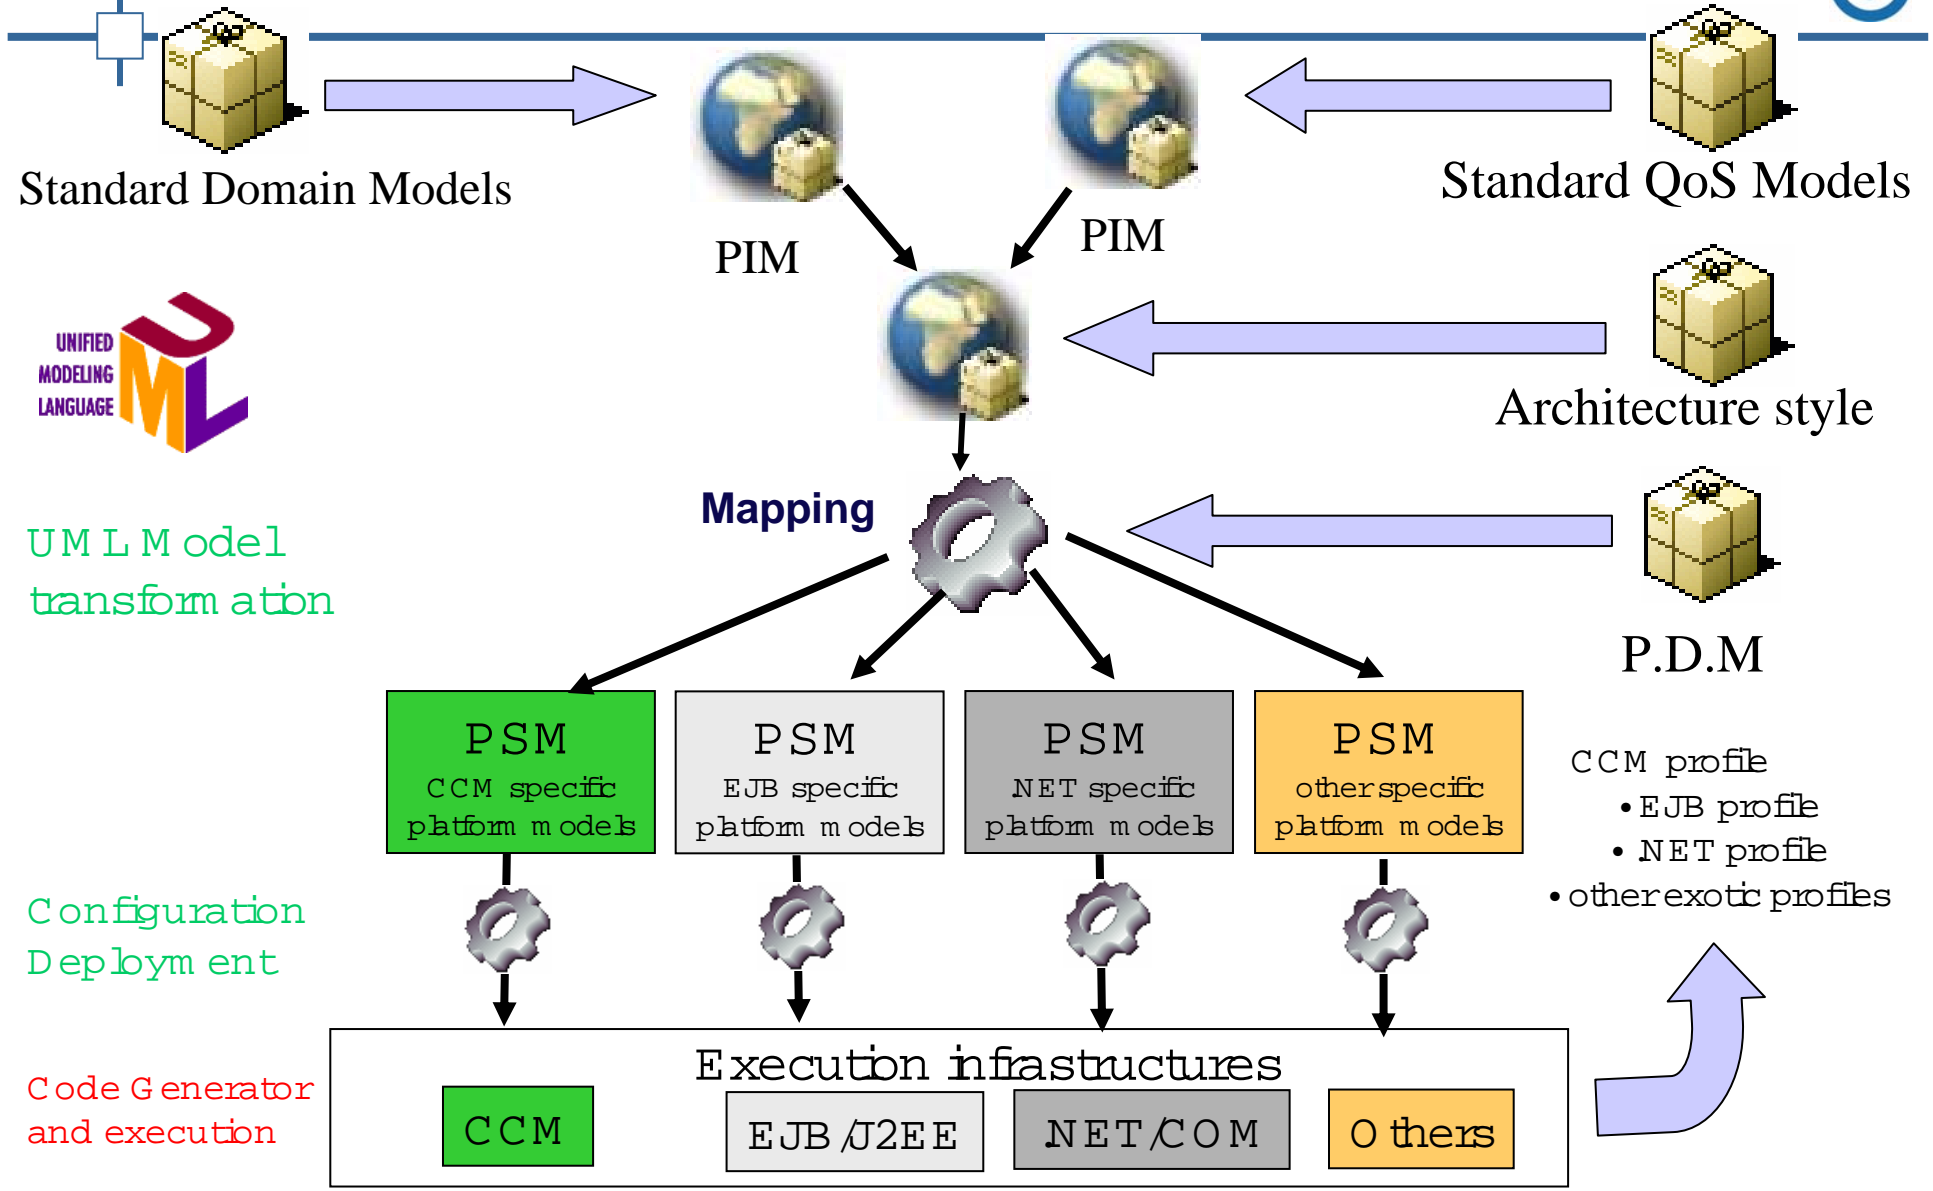 Standard Domain Models
Standard QoS Models
PIM
PIM
UNIFIED
MODELING
LANGUAGE
UML
Architecture style
Mapping
UML Model
transformation
P.D.M
PSM
CCM specific
platform models
PSM
EJB specific
platform models
PSM
.NET specific
platform models
PSM
other specific
platform models
CCM profile
•EJB profile
• .NET profile
•other exotic profiles
Configuration
Deployment
Execution infrastructures
Code Generator
and execution
CCM
EJB/J2EE
.NET/COM
Others